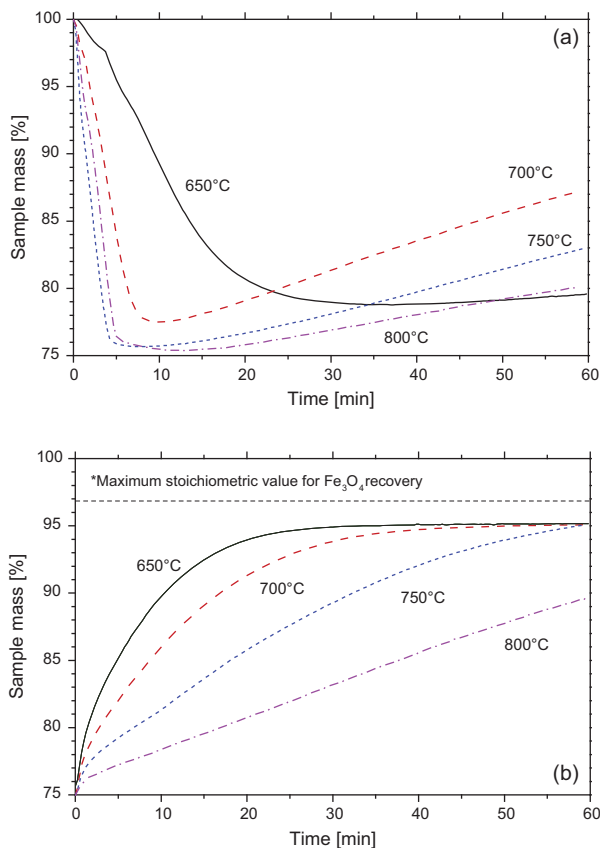 (a)
100
95
90
85
80
75
Sample mass [%]
650°C
700°C
750°C
800°C
0 10 20 30 40 50 60
Time [min]
100
95
90
85
80
75
Sample mass [%]
*Maximum stoichiometric value for Fe₃O₄ recovery
650°C
700°C
750°C
800°C
(b)
0 10 20 30 40 50 60
Time [min]